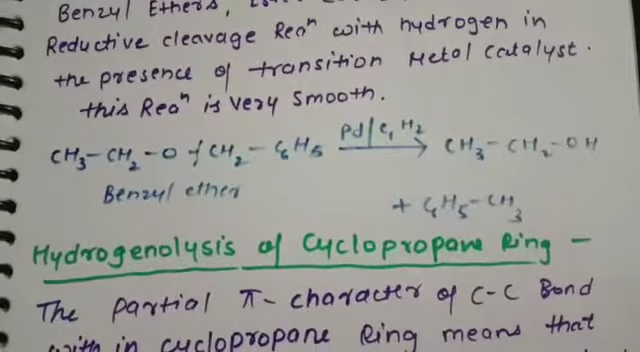 Benzyl Ethers,
Reductive cleavage Reaⁿ with hydrogen in
the presence of transition Metal Catalyst.
this Reaⁿ is very smooth.
CH₃-CH₂-O-∤CH₂-C₆H₅ Pd/C, H₂ → CH₃-CH₂-OH
Benzyl ether
+ C₆H₅-CH₃
Hydrogenolysis of Cyclopropane Ring -
The partial π-character of C-C Bond
with in cyclopropane Ring means that